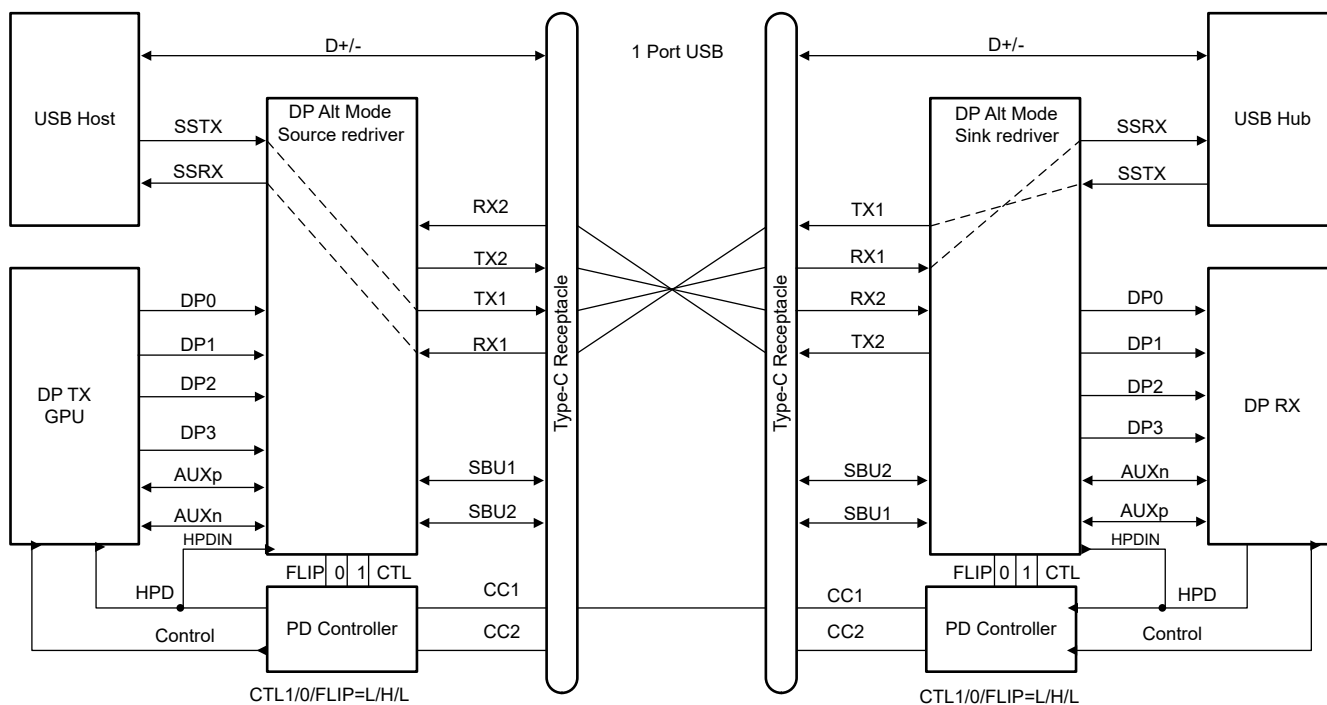 D+/-
1 Port USB
D+/-
USB Host
DP Alt Mode
Source redriver
DP Alt Mode
Sink redriver
USB Hub
SSTX
SSRX
SSRX
SSTX
RX2
TX2
TX1
RX1
TX1
RX1
RX2
TX2
Type-C Receptacle
Type-C Receptacle
DP TX
GPU
DP0
DP1
DP2
DP3
AUXp
AUXn
HPDIN
SBU1
SBU2
SBU2
SBU1
DP0
DP1
DP2
DP3
AUXn
AUXp
HPDIN
DP RX
FLIP 0 1 CTL
FLIP 0 1 CTL
HPD
Control
PD Controller
CC1
CC2
CC1
CC2
PD Controller
HPD
Control
CTL1/0/FLIP=L/H/L
CTL1/0/FLIP=L/H/L